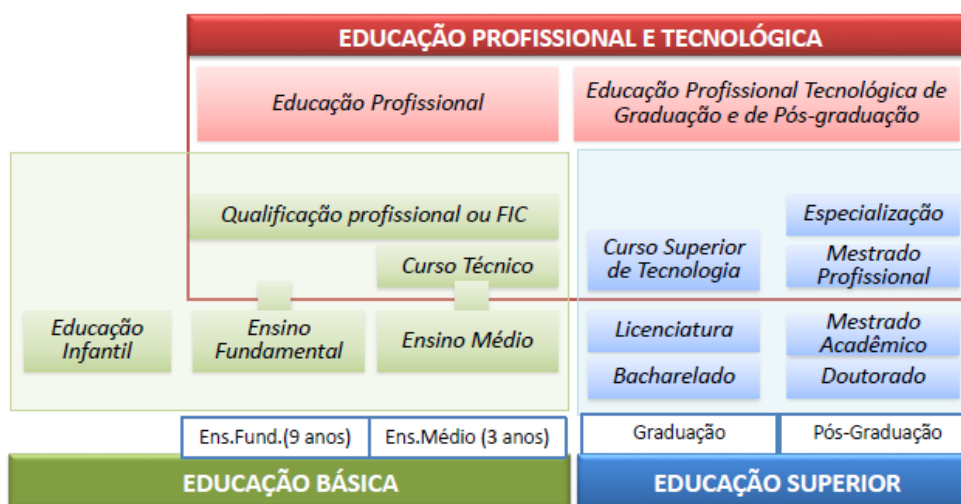 EDUCAÇÃO PROFISSIONAL E TECNOLÓGICA
Educação Profissional
Educação Profissional Tecnológica de
Graduação e de Pós-graduação
Qualificação profissional ou FIC
Curso Técnico
Educação
Infantil
Ensino
Fundamental
Ensino Médio
Curso Superior
de Tecnologia
Especialização
Mestrado
Profissional
Licenciatura
Mestrado
Acadêmico
Bacharelado
Doutorado
Ens.Fund.(9 anos)
Ens.Médio (3 anos)
Graduação
Pós-Graduação
EDUCAÇÃO BÁSICA
EDUCAÇÃO SUPERIOR